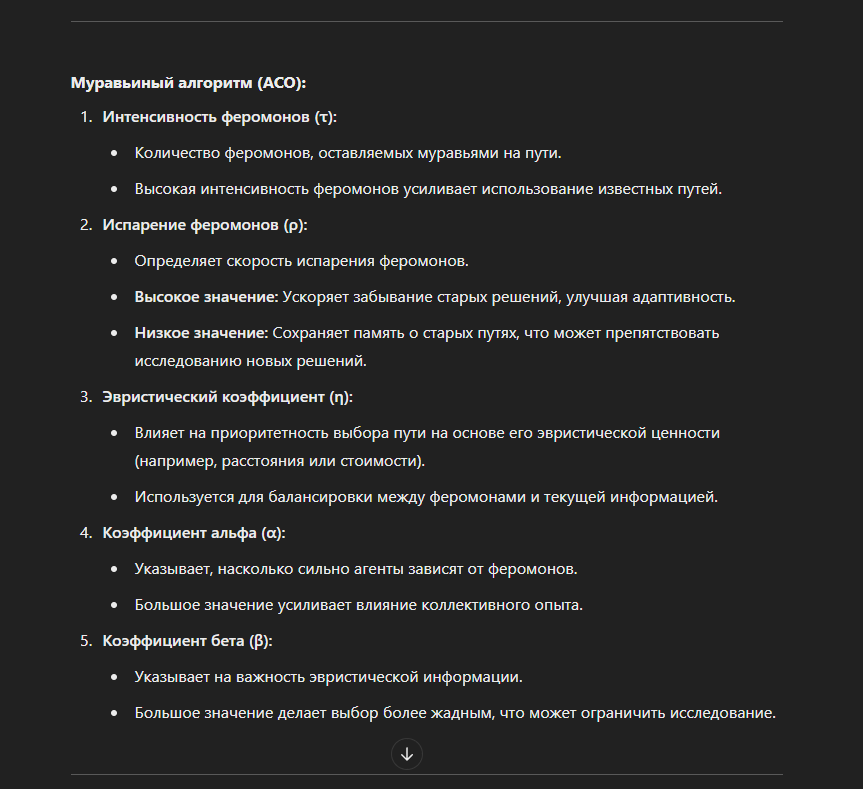 Муравьиный алгоритм (ACO):
1. Интенсивность феромонов (τ):
• Количество феромонов, оставляемых муравьями на пути.
• Высокая интенсивность феромонов усиливает использование известных путей.
2. Испарение феромонов (ρ):
• Определяет скорость испарения феромонов.
• Высокое значение: Ускоряет забывание старых решений, улучшая адаптивность.
• Низкое значение: Сохраняет память о старых путях, что может препятствовать
исследованию новых решений.
3. Эвристический коэффициент (η):
• Влияет на приоритетность выбора пути на основе его эвристической ценности
(например, расстояния или стоимости).
• Используется для балансировки между феромонами и текущей информацией.
4. Коэффициент альфа (α):
• Указывает, насколько сильно агенты зависят от феромонов.
• Большое значение усиливает влияние коллективного опыта.
5. Коэффициент бета (β):
• Указывает на важность эвристической информации.
• Большое значение делает выбор более жадным, что может ограничить исследование.